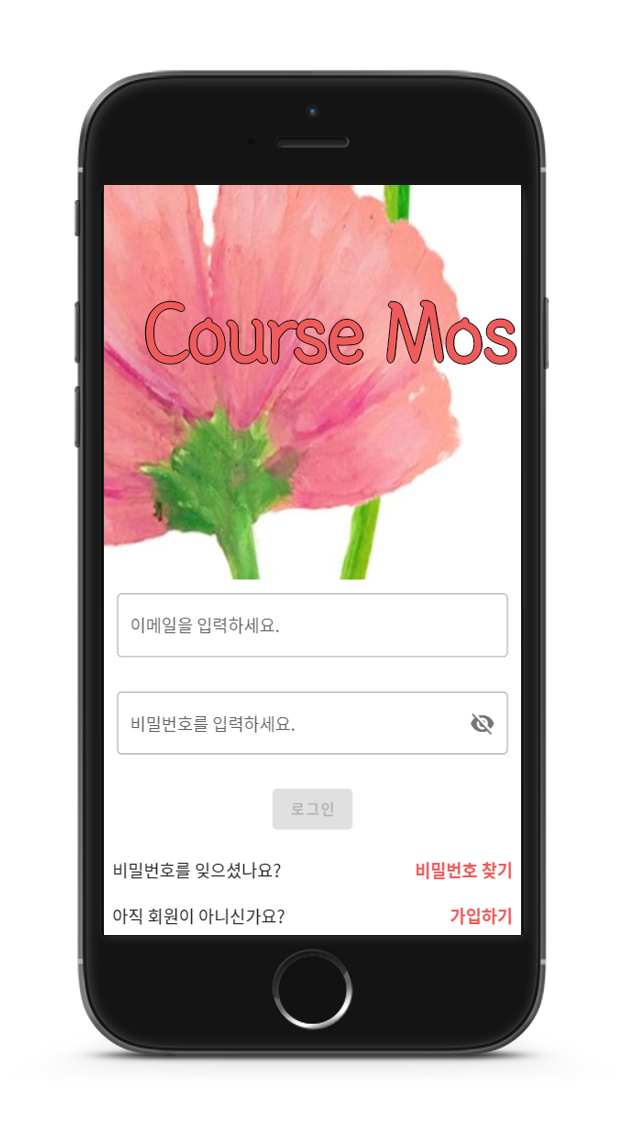 Course Mos
이메일을 입력하세요.
비밀번호를 입력하세요.
로그인
비밀번호를 잊으셨나요? 비밀번호 찾기
아직 회원이 아니신가요? 가입하기